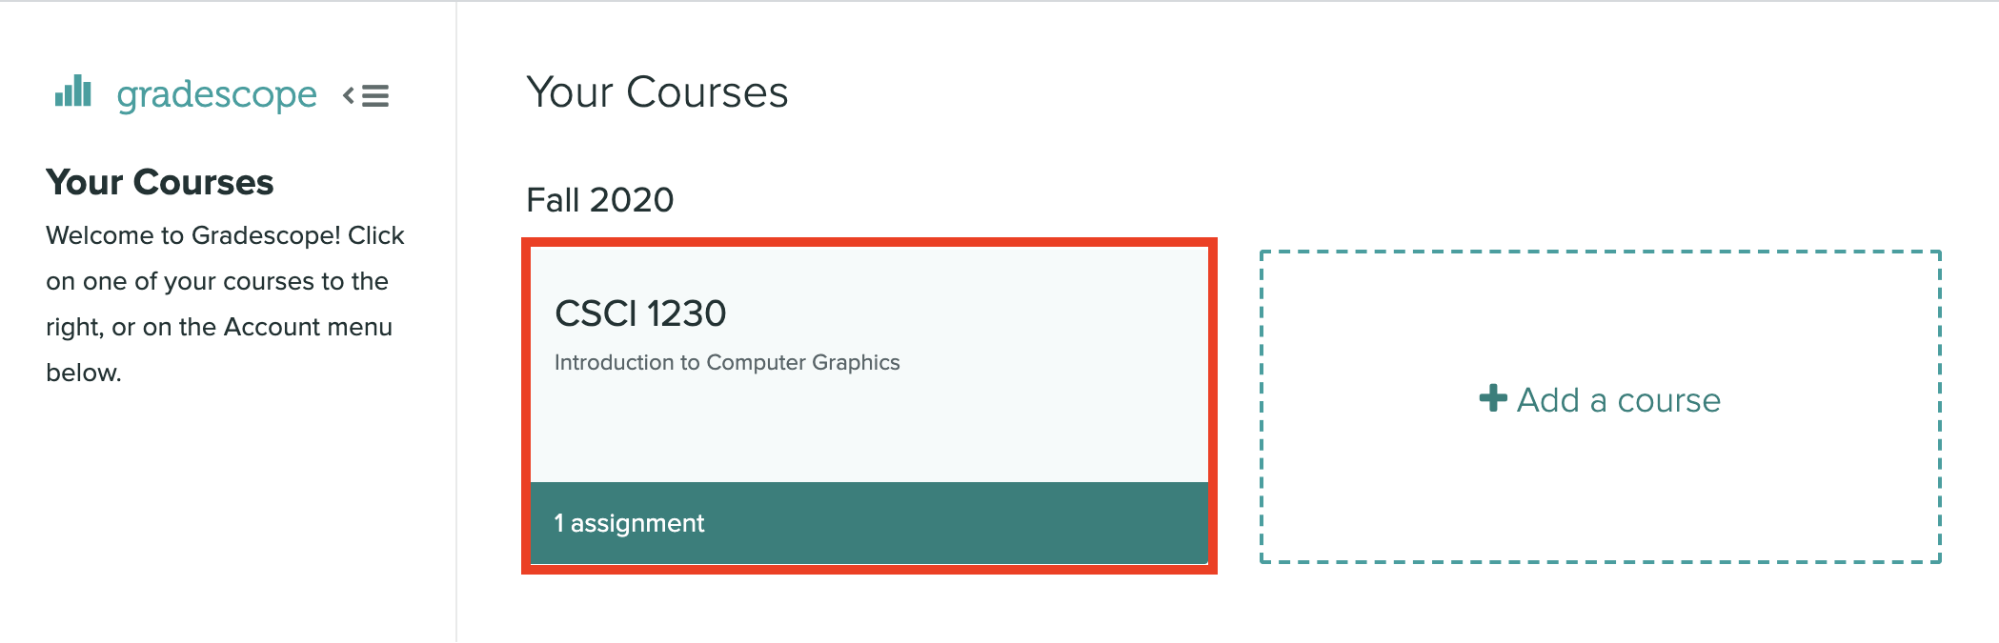 gradescope
Your Courses
Welcome to Gradescope! Click
on one of your courses to the
right, or on the Account menu
below.
Your Courses
Fall 2020
CSCI 1230
Introduction to Computer Graphics
1 assignment
Add a course